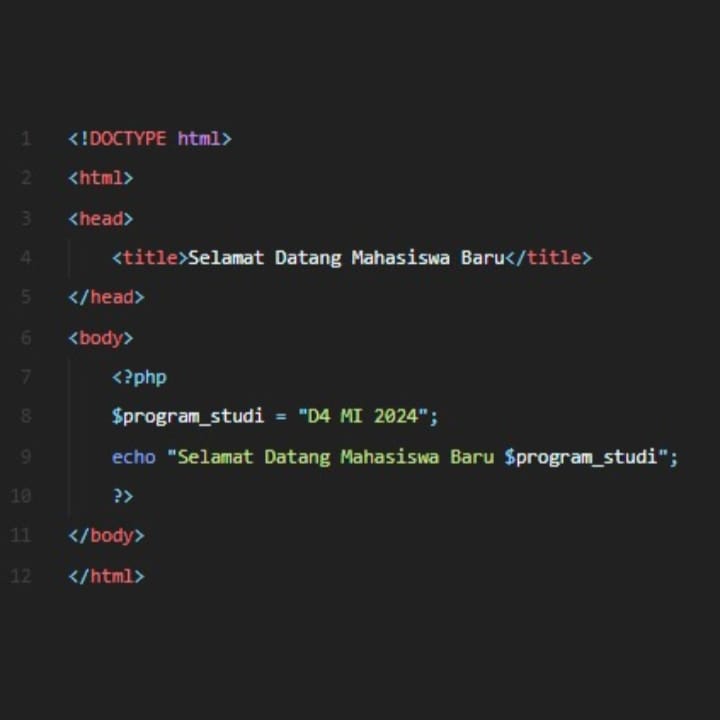 1 <!DOCTYPE html>
2 <html>
3 <head>
4 <title>Selamat Datang Mahasiswa Baru</title>
5 </head>
6 <body>
7 <?php
8 $program_studi = "D4 MI 2024";
9 echo "Selamat Datang Mahasiswa Baru $program_studi";
10 ?>
11 </body>
12 </html>